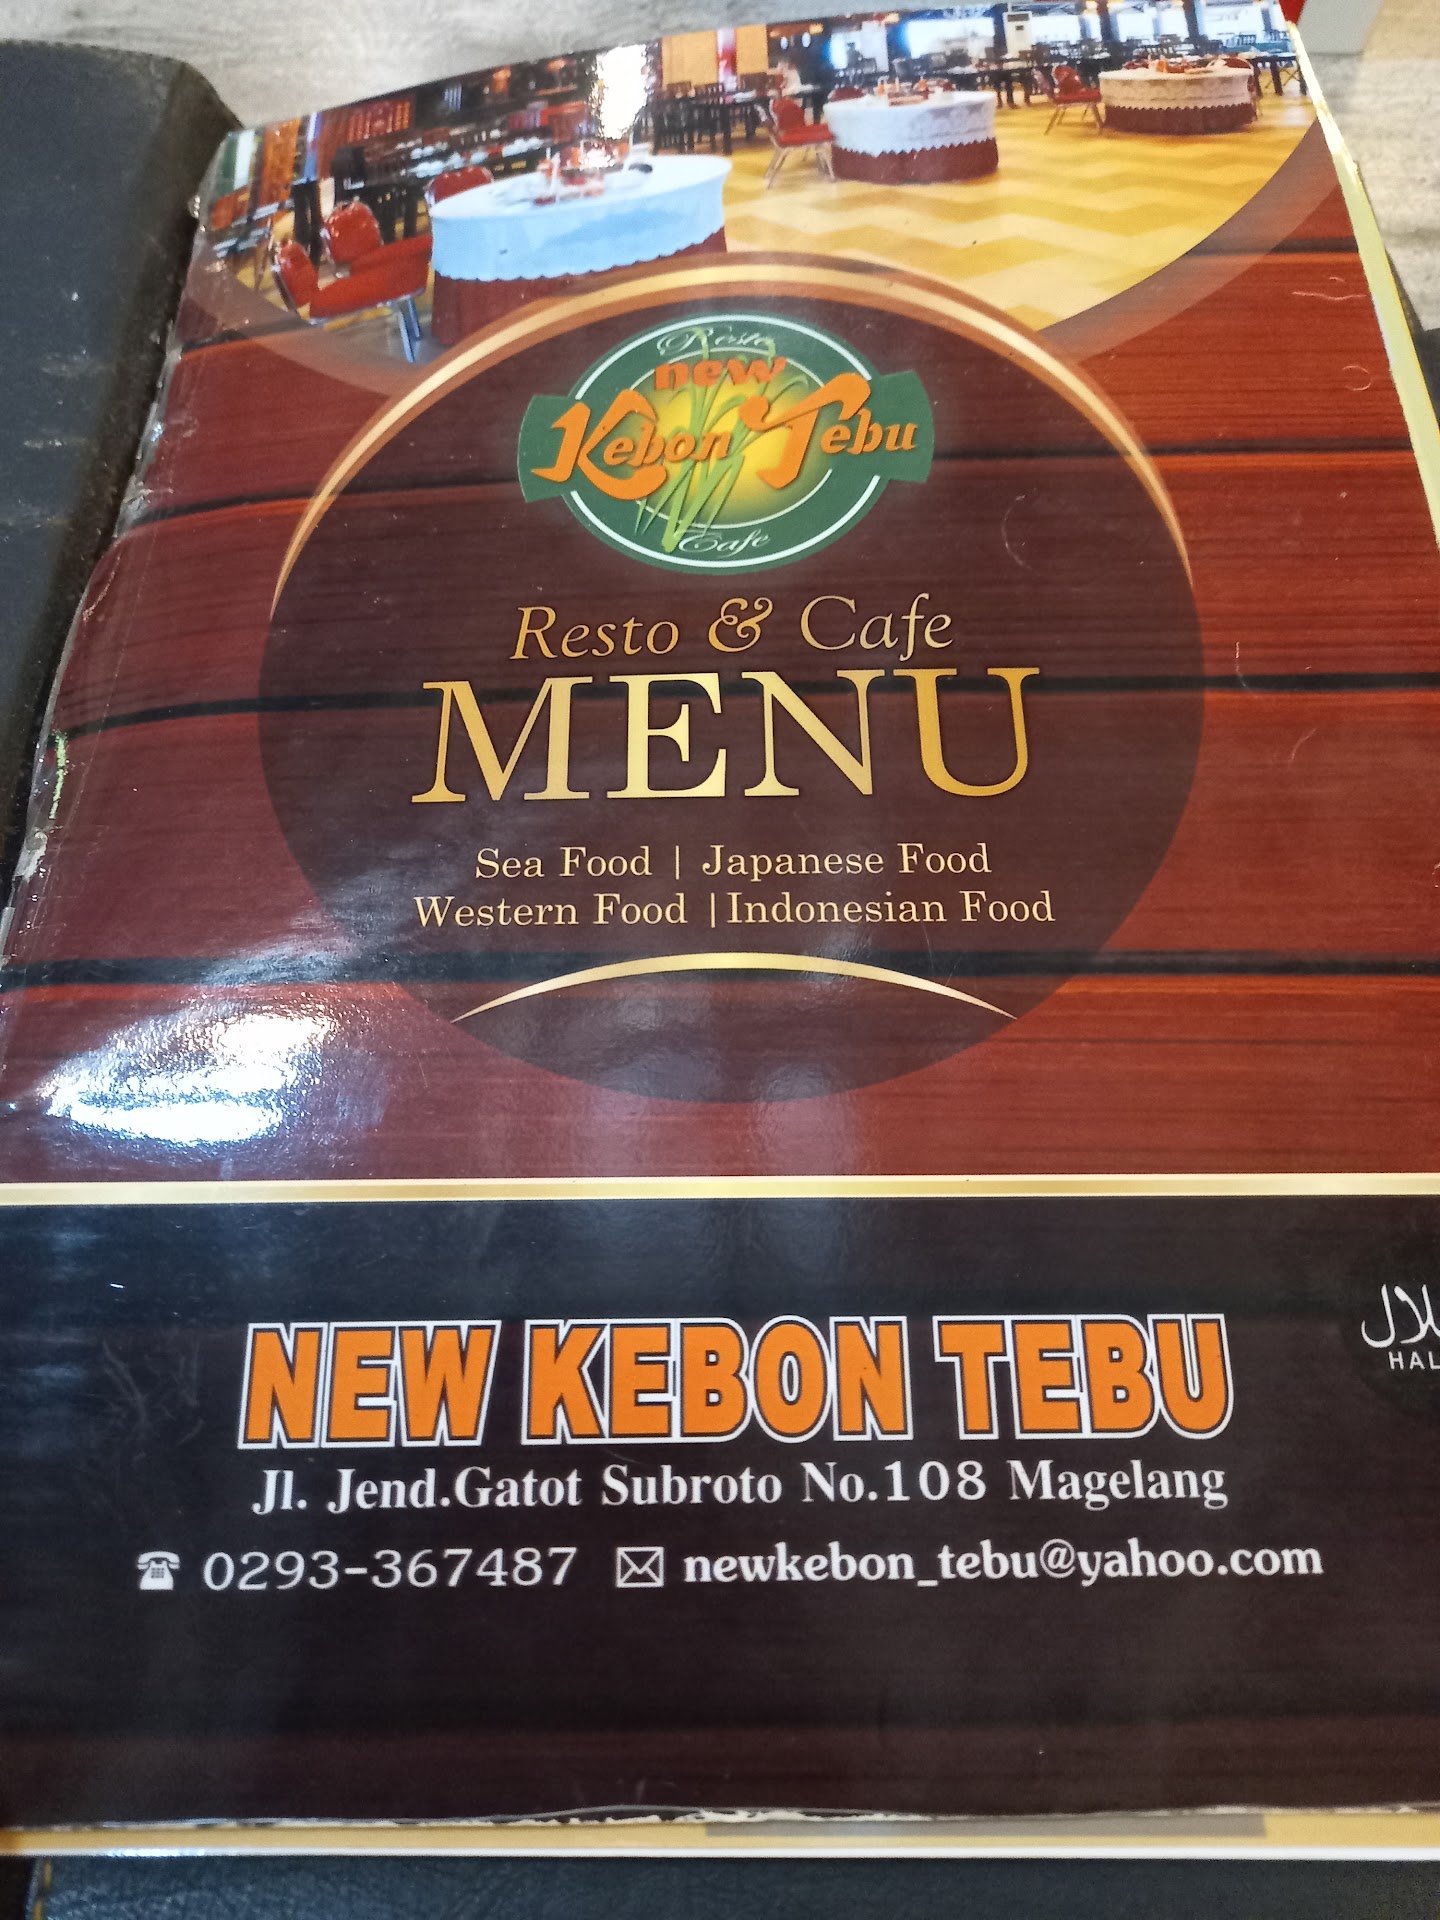 Resto
new
Kebon Tebu
Cafe
Resto & Cafe
MENU
Sea Food | Japanese Food
Western Food | Indonesian Food
NEW KEBON TEBU
Jl. Jend.Gatot Subroto No.108 Magelang
0293-367487 newkebon_tebu@yahoo.com